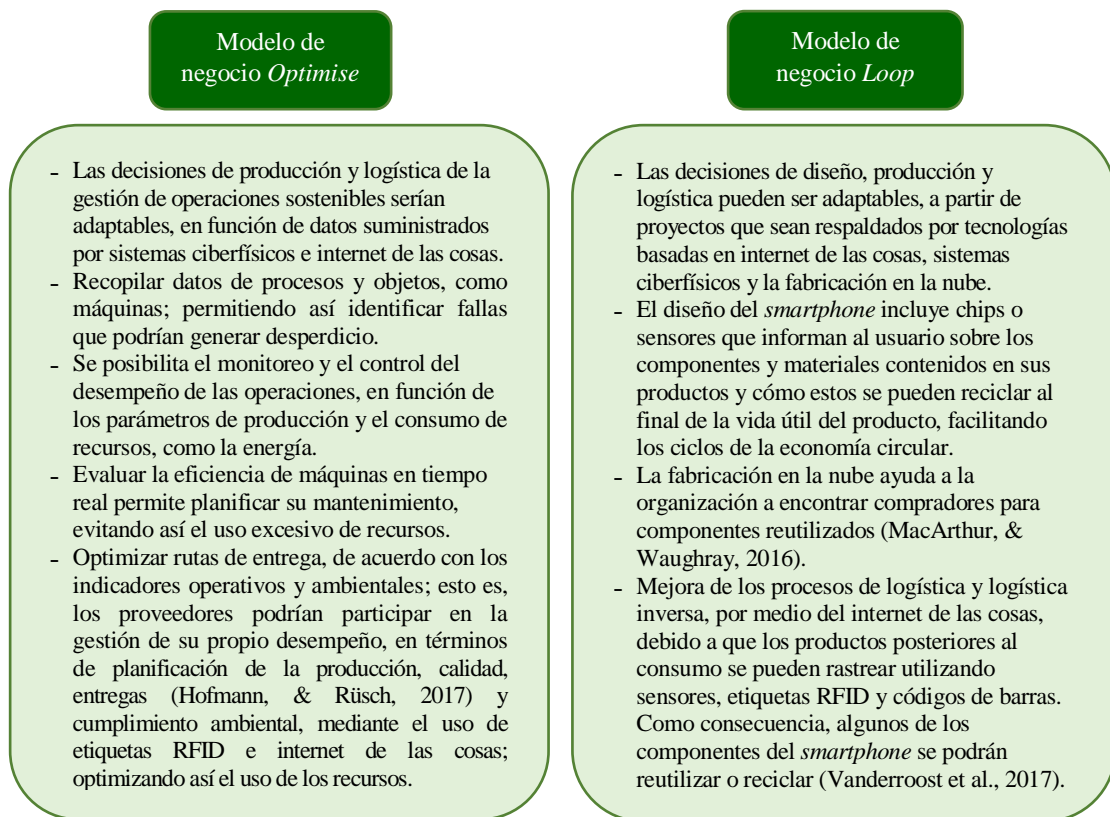 Modelo de
negocio Optimise
- Las decisiones de producción y logística de la
gestión de operaciones sostenibles serían
adaptables, en función de datos suministrados
por sistemas ciberfísicos e internet de las cosas.
- Recopilar datos de procesos y objetos, como
máquinas; permitiendo así identificar fallas
que podrían generar desperdicio.
- Se posibilita el monitoreo y el control del
desempeño de las operaciones, en función de
los parámetros de producción y el consumo de
recursos, como la energía.
- Evaluar la eficiencia de máquinas en tiempo
real permite planificar su mantenimiento,
evitando así el uso excesivo de recursos.
- Optimizar rutas de entrega, de acuerdo con los
indicadores operativos y ambientales; esto es,
los proveedores podrían participar en la
gestión de su propio desempeño, en términos
de planificación de la producción, calidad,
entregas (Hofmann, & Rüsch, 2017) y
cumplimiento ambiental, mediante el uso de
etiquetas RFID e internet de las cosas;
optimizando así el uso de los recursos.
Modelo de
negocio Loop
- Las decisiones de diseño, producción y
logística pueden ser adaptables, a partir de
proyectos que sean respaldados por tecnologías
basadas en internet de las cosas, sistemas
ciberfísicos y la fabricación en la nube.
- El diseño del smartphone incluye chips o
sensores que informan al usuario sobre los
componentes y materiales contenidos en sus
productos y cómo estos se pueden reciclar al
final de la vida útil del producto, facilitando
los ciclos de la economía circular.
- La fabricación en la nube ayuda a la
organización a encontrar compradores para
componentes reutilizados (MacArthur, &
Waughray, 2016).
- Mejora de los procesos de logística y logística
inversa, por medio del internet de las cosas,
debido a que los productos posteriores al
consumo se pueden rastrear utilizando
sensores, etiquetas RFID y códigos de barras.
Como consecuencia, algunos de los
componentes del smartphone se podrán
reutilizar o reciclar (Vanderroost et al., 2017).